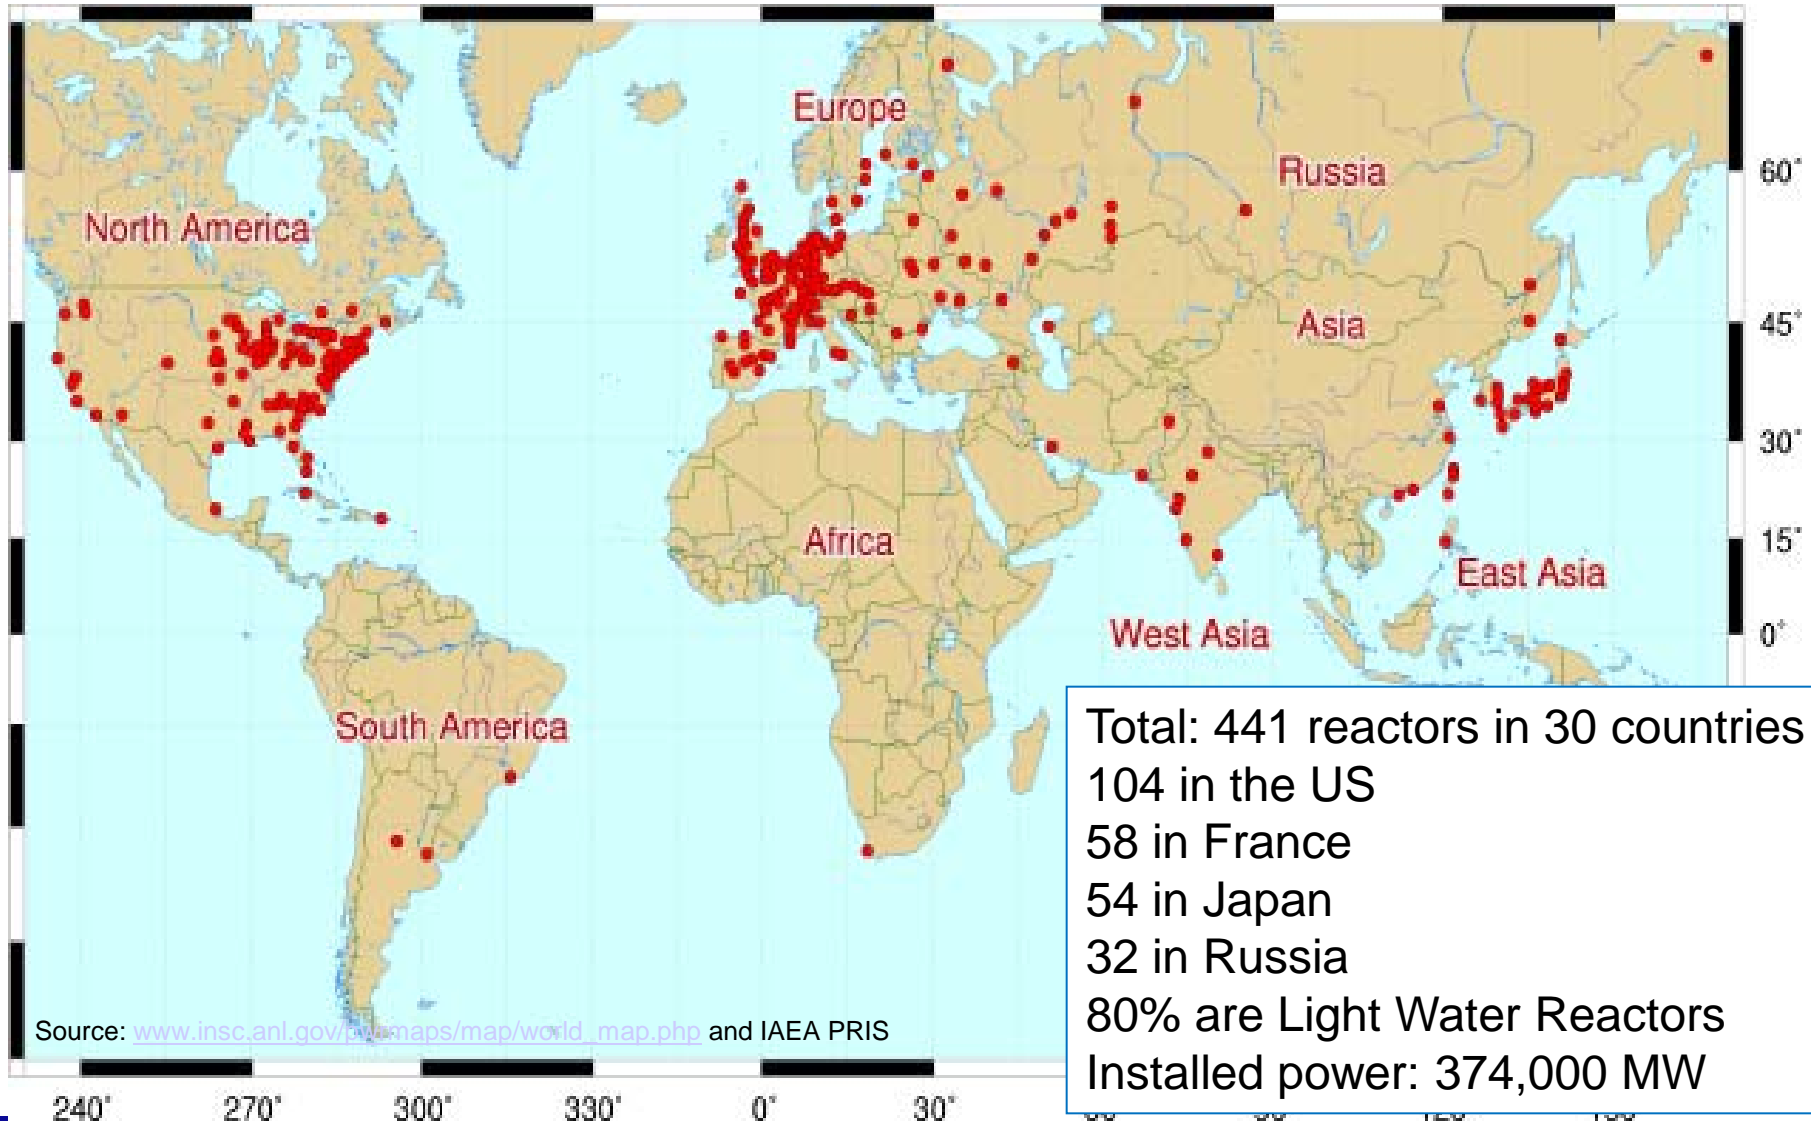 Europe
Russia
60°
North America
Asia
45°
30°
Africa
15°
East Asia
West Asia
0°
South America
Total: 441 reactors in 30 countries
104 in the US
58 in France
54 in Japan
32 in Russia
80% are Light Water Reactors
Installed power: 374,000 MW
Source: www.insc.anl.gov/pwrmaps/map/world_map.php and IAEA PRIS
240° 270° 300° 330° 0° 30°